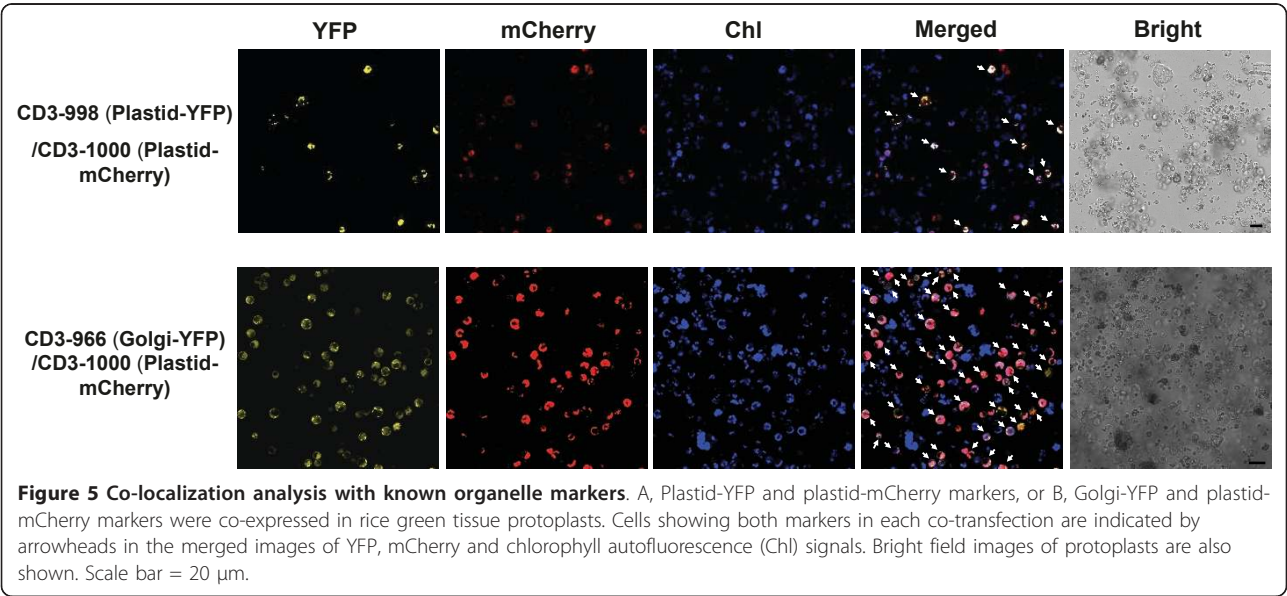 YFP mCherry Chl Merged Bright
CD3-998 (Plastid-YFP)
/CD3-1000 (Plastid-
mCherry)
CD3-966 (Golgi-YFP)
/CD3-1000 (Plastid-
mCherry)
Figure 5 Co-localization analysis with known organelle markers. A, Plastid-YFP and plastid-mCherry markers, or B, Golgi-YFP and plastid-
mCherry markers were co-expressed in rice green tissue protoplasts. Cells showing both markers in each co-transfection are indicated by
arrowheads in the merged images of YFP, mCherry and chlorophyll autofluorescence (Chl) signals. Bright field images of protoplasts are also
shown. Scale bar = 20 μm.